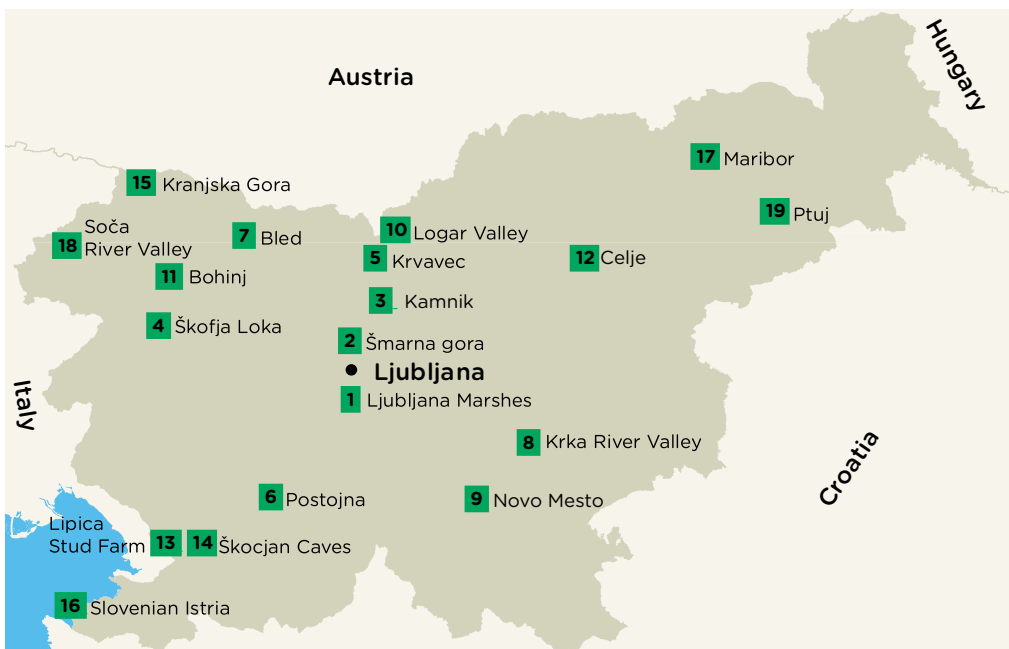 Austria
Hungary
17 Maribor
15 Kranjska Gora
19 Ptuj
Soča
18 River Valley
7 Bled
10 Logar Valley
5 Krvavec
12 Celje
11 Bohinj
3 Kamnik
4 Škofja Loka
2 Šmarna gora
Ljubljana
Italy
1 Ljubljana Marshes
8 Krka River Valley
Croatia
6 Postojna
9 Novo Mesto
Lipica
Stud Farm 13
14 Škocjan Caves
16 Slovenian Istria